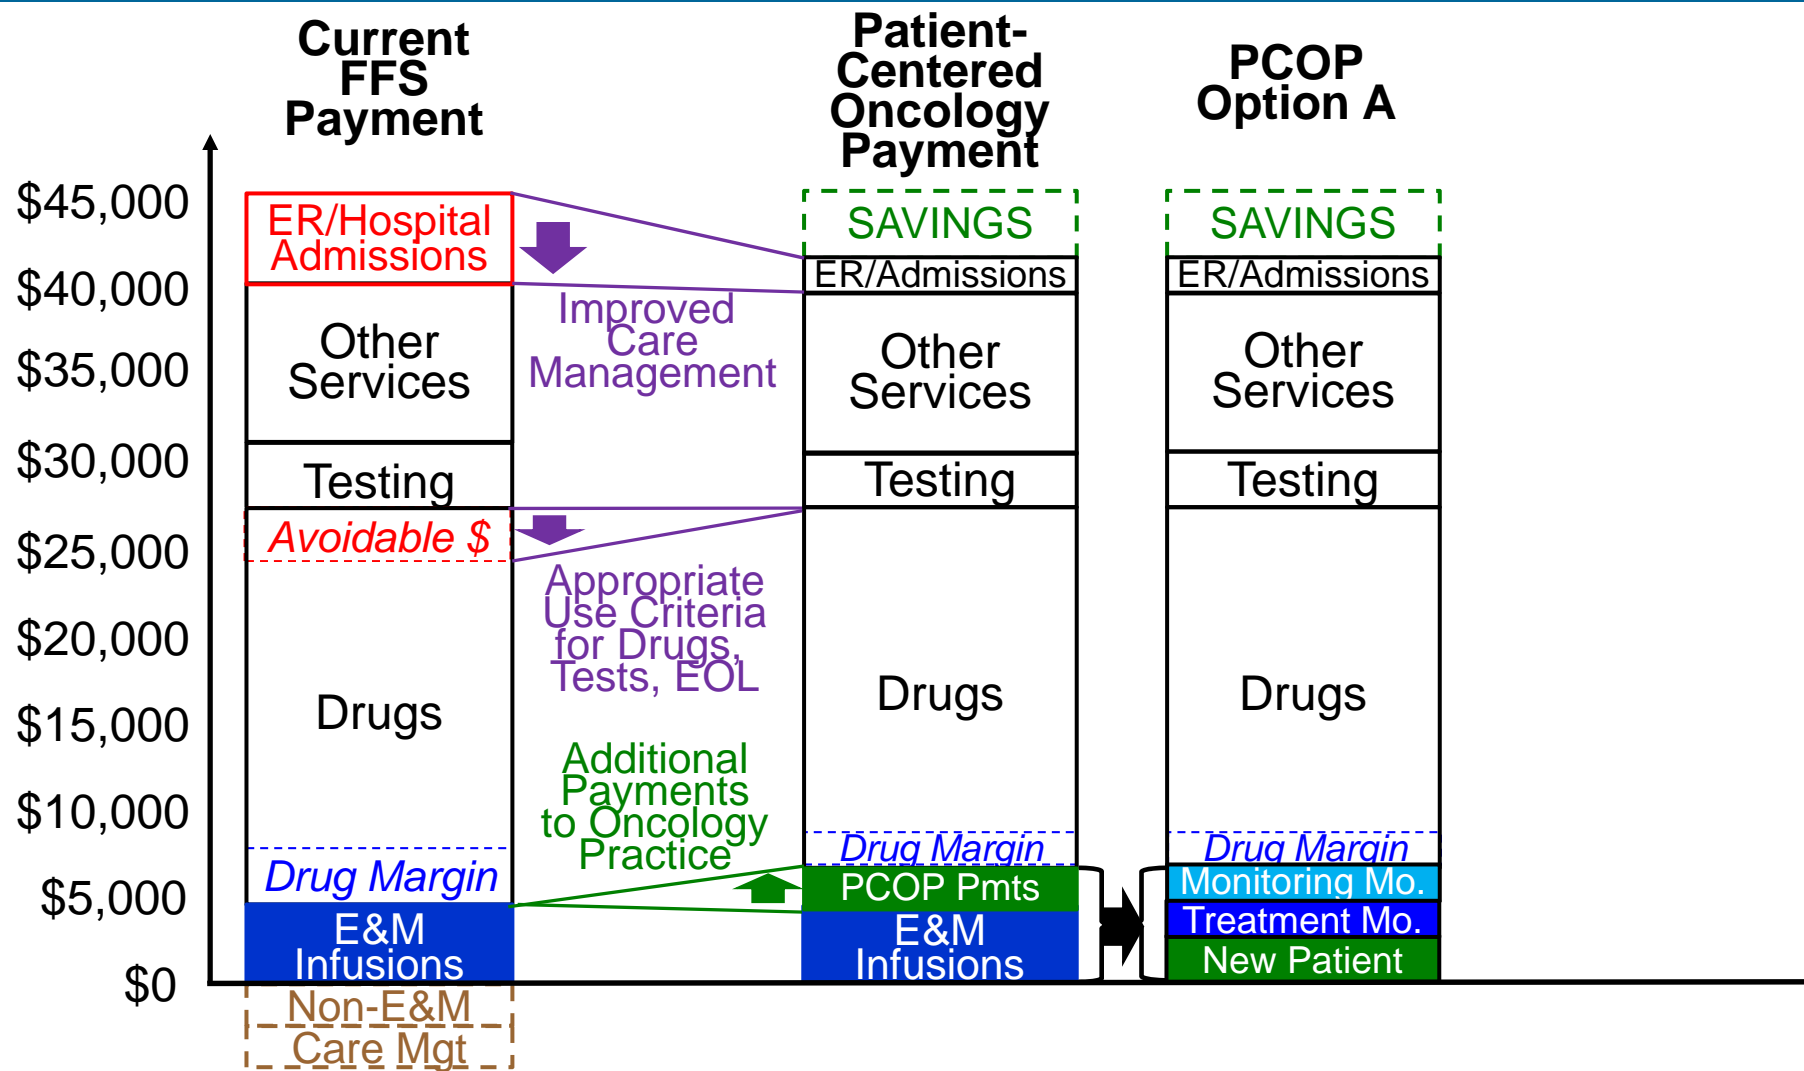 Current
FFS
Payment
Patient-
Centered
Oncology
Payment
PCOP
Option A
$45,000
$40,000
$35,000
$30,000
$25,000
$20,000
$15,000
$10,000
$5,000
$0
ER/Hospital
Admissions
Other
Services
Testing
Avoidable $
Drugs
Drug Margin
E&M
Infusions
Non-E&M
Care Mgt
Improved
Care
Management
Appropriate
Use Criteria
for Drugs,
Tests, EOL
Additional
Payments
to Oncology
Practice
SAVINGS
ER/Admissions
Other
Services
Testing
Drugs
Drug Margin
PCOP Pmts
E&M
Infusions
SAVINGS
ER/Admissions
Other
Services
Testing
Drugs
Drug Margin
Monitoring Mo.
Treatment Mo.
New Patient